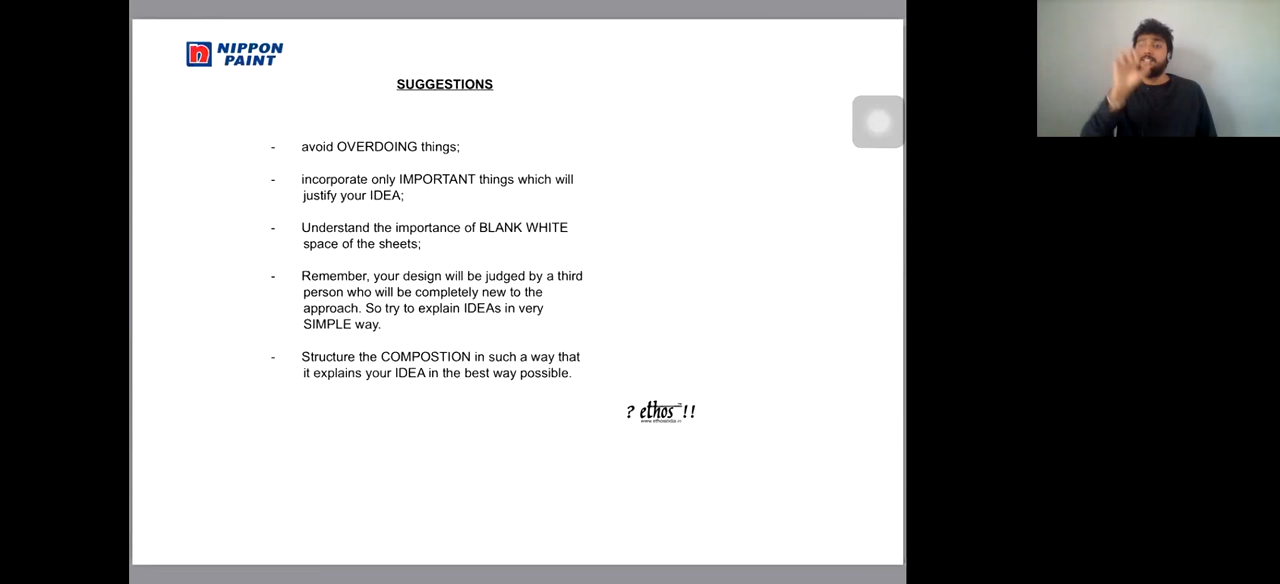 n NIPPON
PAINT
SUGGESTIONS
- avoid OVERDOING things;
- incorporate only IMPORTANT things which will
justify your IDEA;
- Understand the importance of BLANK WHITE
space of the sheets;
- Remember, your design will be judged by a third
person who will be completely new to the
approach. So try to explain IDEAs in very
SIMPLE way.
- Structure the COMPOSTION in such a way that
it explains your IDEA in the best way possible.
? ethos !!
www.ethosindia.in